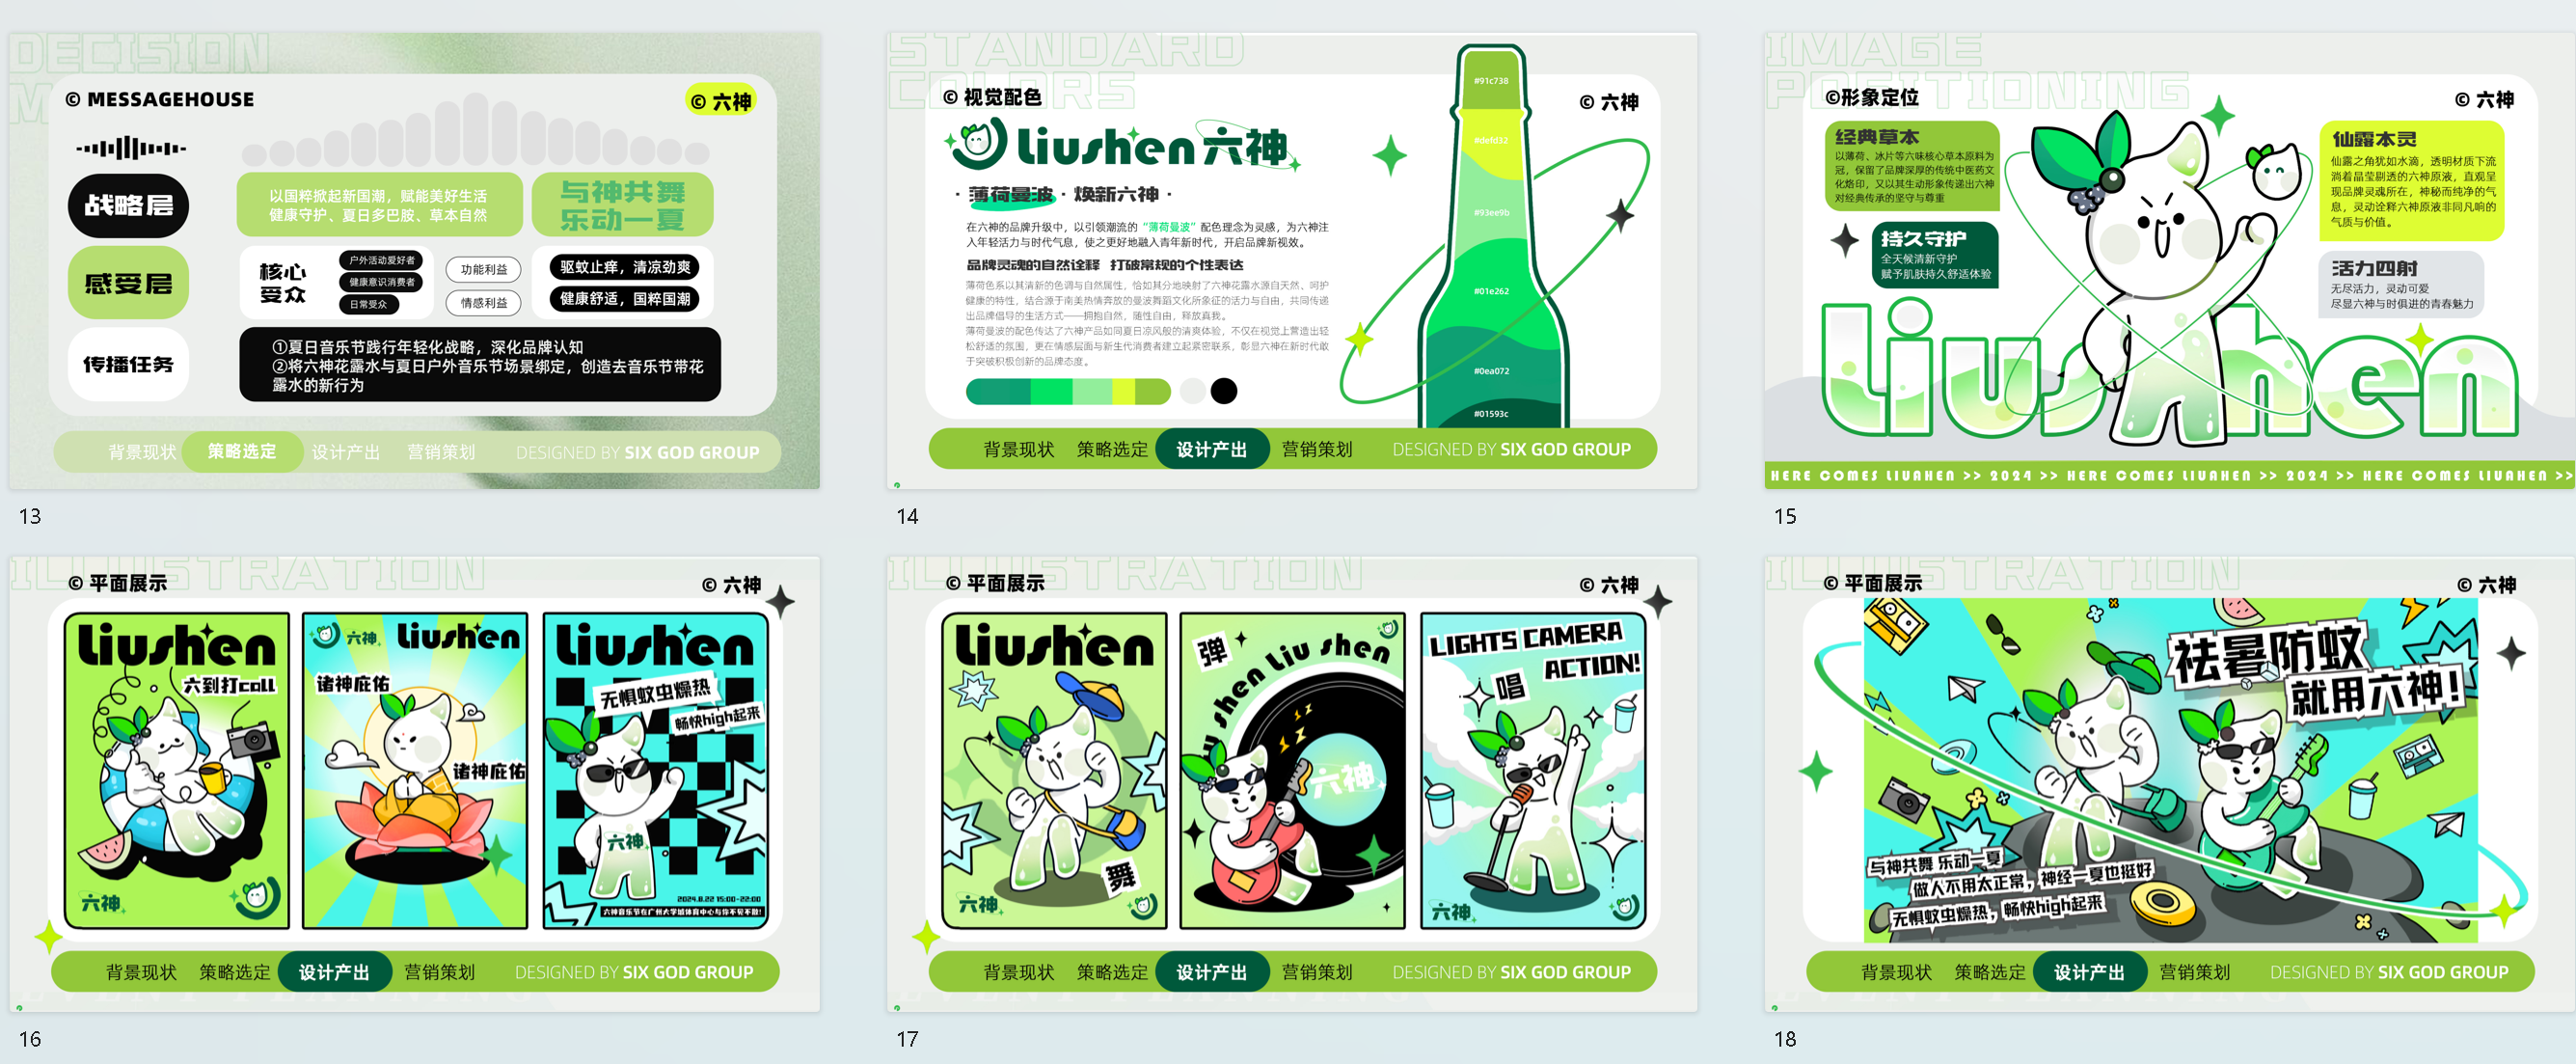 DECISION
M
© MESSAGEHOUSE
© 六神
战略层
以国粹掀起新国潮，赋能美好生活
健康守护、夏日多巴胺、草本自然
与神共舞
乐动一夏
感受层
核心
受众
户外活动爱好者
健康意识消费者
日常受众
功能利益
情感利益
驱蚊止痒，清凉劲爽
健康舒适，国粹国潮
传播任务
①夏日音乐节践行年轻化战略，深化品牌认知
②将六神花露水与夏日户外音乐节场景绑定，创造去音乐节带花
露水的新行为
背景现状 策略选定 设计产出 营销策划 DESIGNED BY SIX GOD GROUP
13
STANDARD
COLORS
© 视觉配色
© 六神
Liushen 六神
· 薄荷曼波 · 焕新六神 ·
在六神的品牌升级中，以引领潮流的“薄荷曼波”配色理念为灵感，为六神注
入年轻活力与时代气息，使之更好地融入青年新时代，开启品牌新视效。
品牌灵魂的自然诠释 打破常规的个性表达
薄荷色系以其清新的色调与自然属性，恰如其分地映射了六神花露水源自天然、呵护
健康的特性，结合源于南美热情奔放的曼波舞蹈文化所象征的活力与自由，共同传递
出品牌倡导的生活方式——拥抱自然，随性自由，释放真我。
薄荷曼波的配色传达了六神产品如同夏日凉风般的清爽体验，不仅在视觉上营造出轻
松舒适的氛围，更在情感层面与新生代消费者建立起紧密联系，彰显六神在新时代敢
于突破积极创新的品牌态度。
#91c738
#defd32
#93ee9b
#01e262
#0ea072
#01593c
背景现状 策略选定 设计产出 营销策划 DESIGNED BY SIX GOD GROUP
14
IMAGE
POSITIONING
©形象定位
© 六神
经典草本
以薄荷、冰片等六味核心草本原料为
冠，保留了品牌深厚的传统中医药文
化烙印，又以其生动形象传递出六神
对经典传承的坚守与尊重
持久守护
全天候清新守护
赋予肌肤持久舒适体验
仙露本灵
仙露之角犹如水滴，透明材质下流
淌着晶莹剔透的六神原液，直观呈
现品牌灵魂所在，神秘而纯净的气
息，灵动诠释六神原液非同凡响的
气质与价值。
活力四射
无尽活力，灵动可爱
尽显六神与时俱进的青春魅力
Liushen
HERE COMES LIUAHEN >> 2024 >> HERE COMES LIUAHEN >> 2024 >> HERE COMES LIUAHEN >>
15
ILLUSTRATION
© 平面展示
© 六神
Liushen
六到打call
六神
六神
Liushen
诸神庇佑
诸神庇佑
Liushen
无惧蚊虫燥热
畅快high起来
六神
2024.8.22 15:00-22:00
六神音乐节在广州大学城体育中心与你不见不散!
背景现状 策略选定 设计产出 营销策划 DESIGNED BY SIX GOD GROUP
16
ILLUSTRATION
© 平面展示
© 六神
Liushen
舞
六神
弹
shen Liu shen
六神
LIGHTS CAMERA
ACTION!
唱
六神
背景现状 策略选定 设计产出 营销策划 DESIGNED BY SIX GOD GROUP
17
ILLUSTRATION
© 平面展示
© 六神
祛暑防蚊
就用六神!
与神共舞 乐动一夏
做人不用太正常，神经一夏也挺好
无惧蚊虫燥热，畅快high起来
背景现状 策略选定 设计产出 营销策划 DESIGNED BY SIX GOD GROUP
18